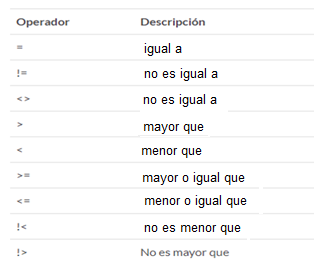 Operador Descripción
= igual a
!= no es igual a
<> no es igual a
> mayor que
< menor que
>= mayor o igual que
<= menor o igual que
!< no es menor que
!> No es mayor que